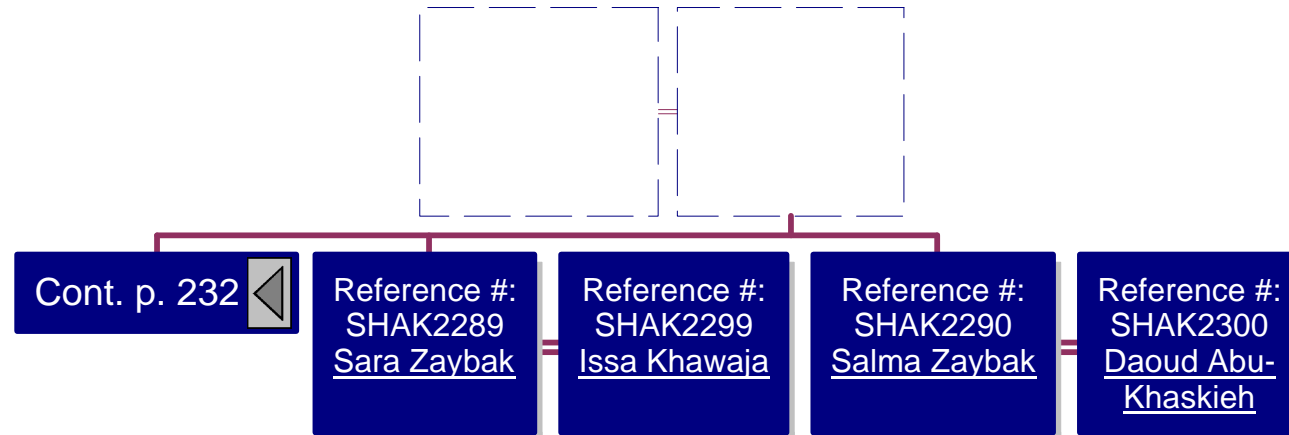 Cont. p. 232
Reference #:
SHAK2289
Sara Zaybak
Reference #:
SHAK2299
Issa Khawaja
Reference #:
SHAK2290
Salma Zaybak
Reference #:
SHAK2300
Daoud Abu-
Khaskieh